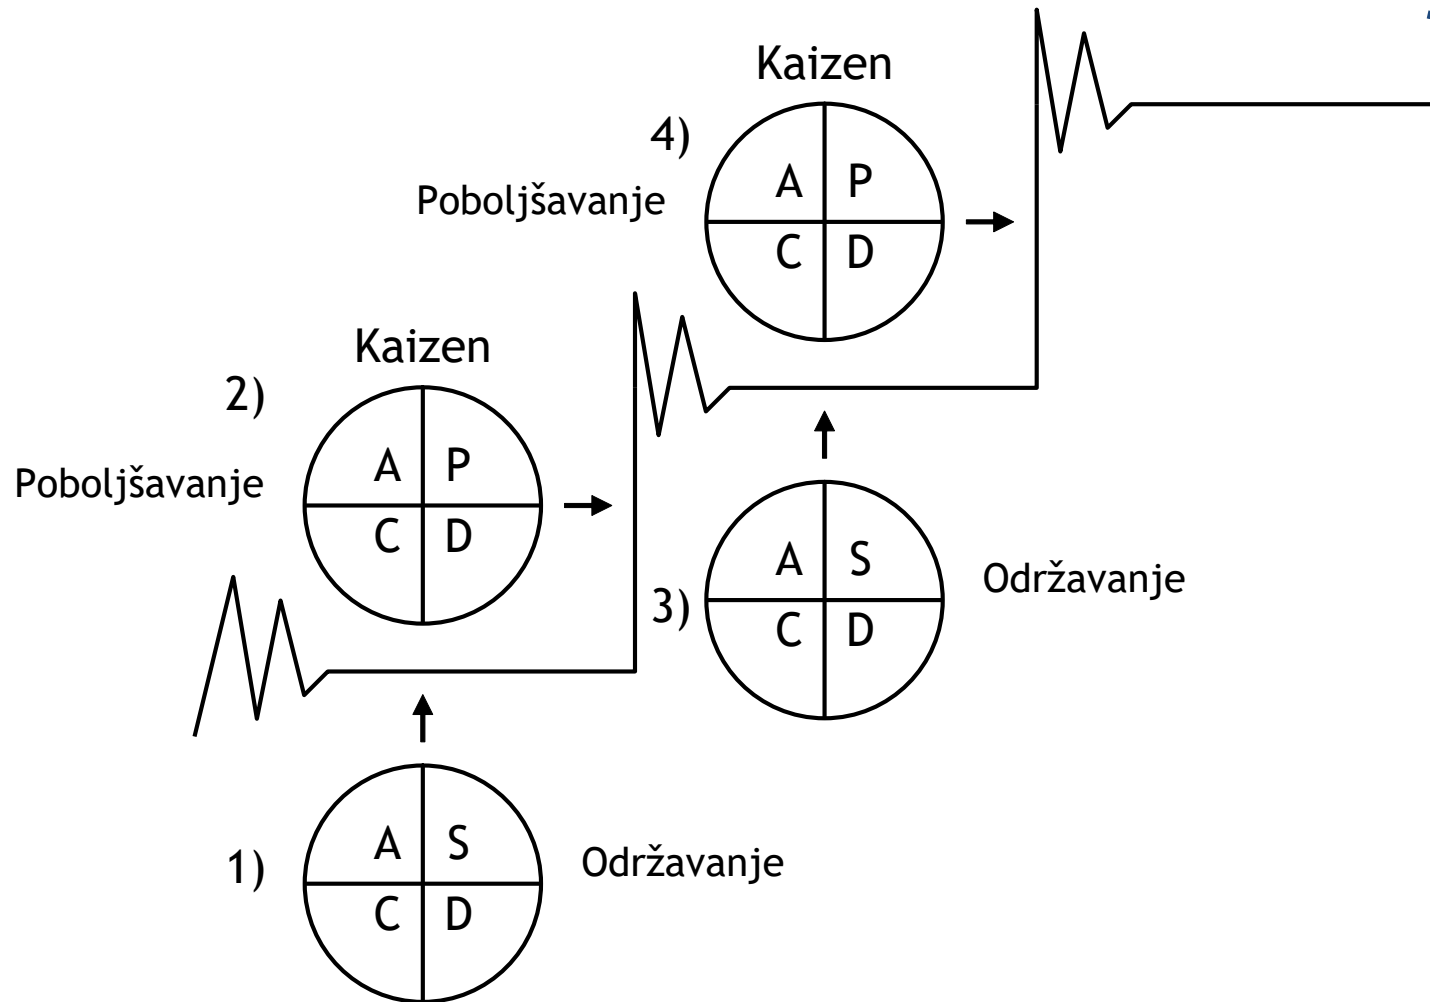 Kaizen
4)
A P
Poboljšavanje
C D
Kaizen
2)
A P
Poboljšavanje
C D
A S
Održavanje
3)
C D
A S
1)
Održavanje
C D